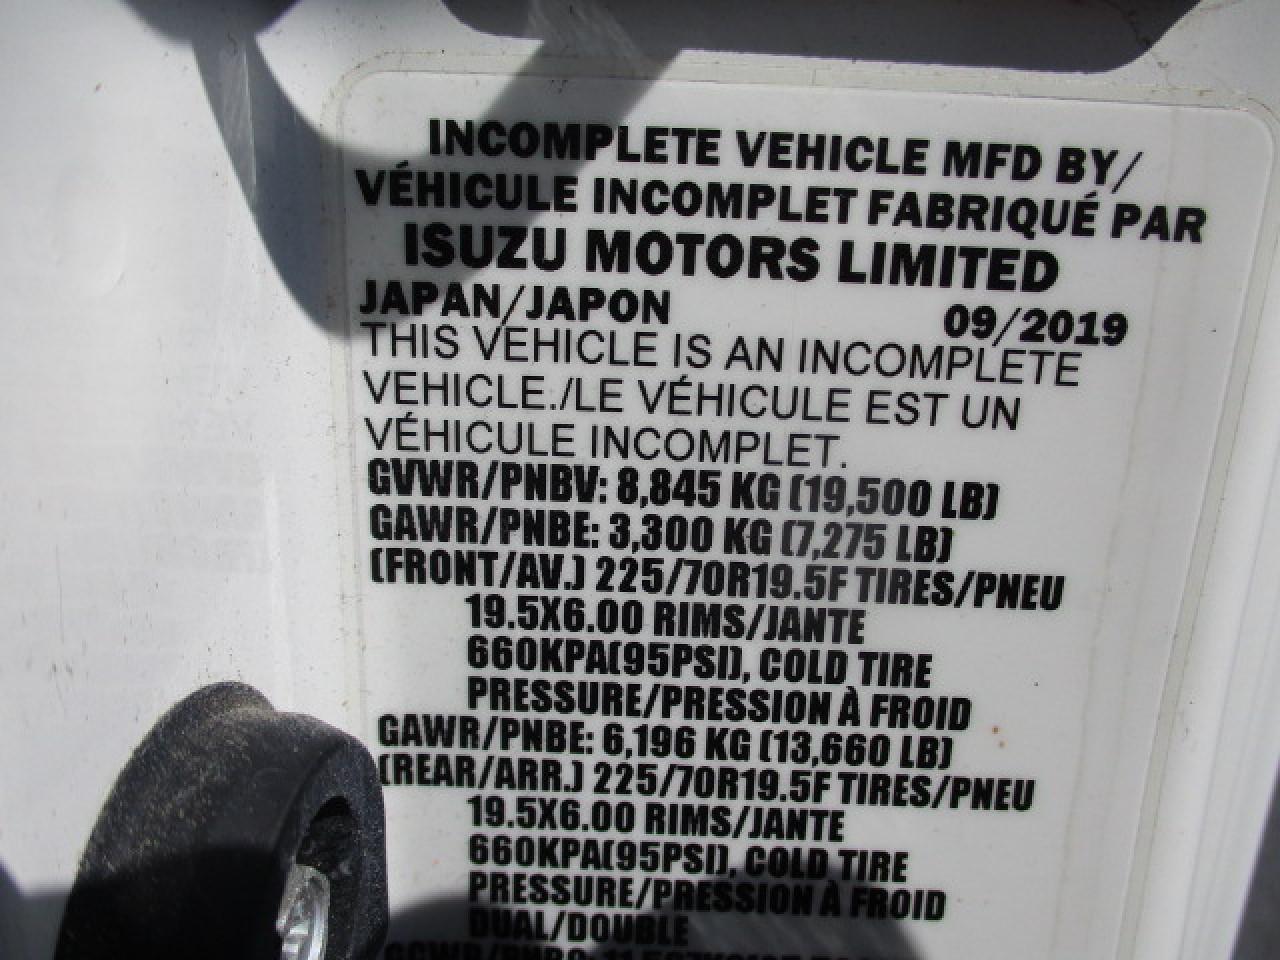 INCOMPLETE VEHICLE MFD BY/
VÉHICULE INCOMPLET FABRIQUÉ PAR
ISUZU MOTORS LIMITED
JAPAN/JAPON 09/2019
THIS VEHICLE IS AN INCOMPLETE
VEHICLE./LE VÉHICULE EST UN
VÉHICULE INCOMPLET.
GVWR/PNBV: 8,845 KG (19,500 LB)
GAWR/PNBE: 3,300 KG (7,275 LB)
(FRONT/AV.) 225/70R19.5F TIRES/PNEU
19.5X6.00 RIMS/JANTE
660KPA(95PSI), COLD TIRE
PRESSURE/PRESSION À FROID
GAWR/PNBE: 6,196 KG (13,660 LB)
(REAR/ARR.) 225/70R19.5F TIRES/PNEU
19.5X6.00 RIMS/JANTE
660KPA(95PSI), COLD TIRE
PRESSURE/PRESSION À FROID
DUAL/DOUBLE